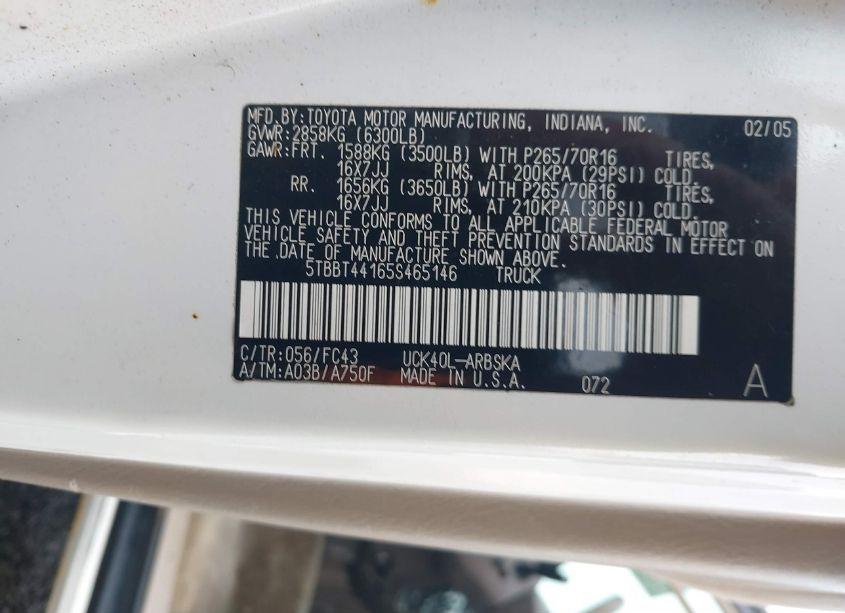 MFD.BY:TOYOTA MOTOR MANUFACTURING, INDIANA, INC. 02/05
GVWR:2858KG (6300LB)
GAWR:FRT. 1588KG (3500LB) WITH P265/70R16 TIRES,
16X7JJ RIMS, AT 200KPA (29PSI) COLD.
RR. 1656KG (3650LB) WITH P265/70R16 TIRES,
16X7JJ RIMS, AT 210KPA (30PSI) COLD.
THIS VEHICLE CONFORMS TO ALL APPLICABLE FEDERAL MOTOR
VEHICLE SAFETY AND THEFT PREVENTION STANDARDS IN EFFECT ON
THE DATE OF MANUFACTURE SHOWN ABOVE.
5TBBT44165S465146 TRUCK
C/TR:056/FC43 UCK40L-ARBSKA
A/TM:A03B/A750F MADE IN U.S.A. 072 A